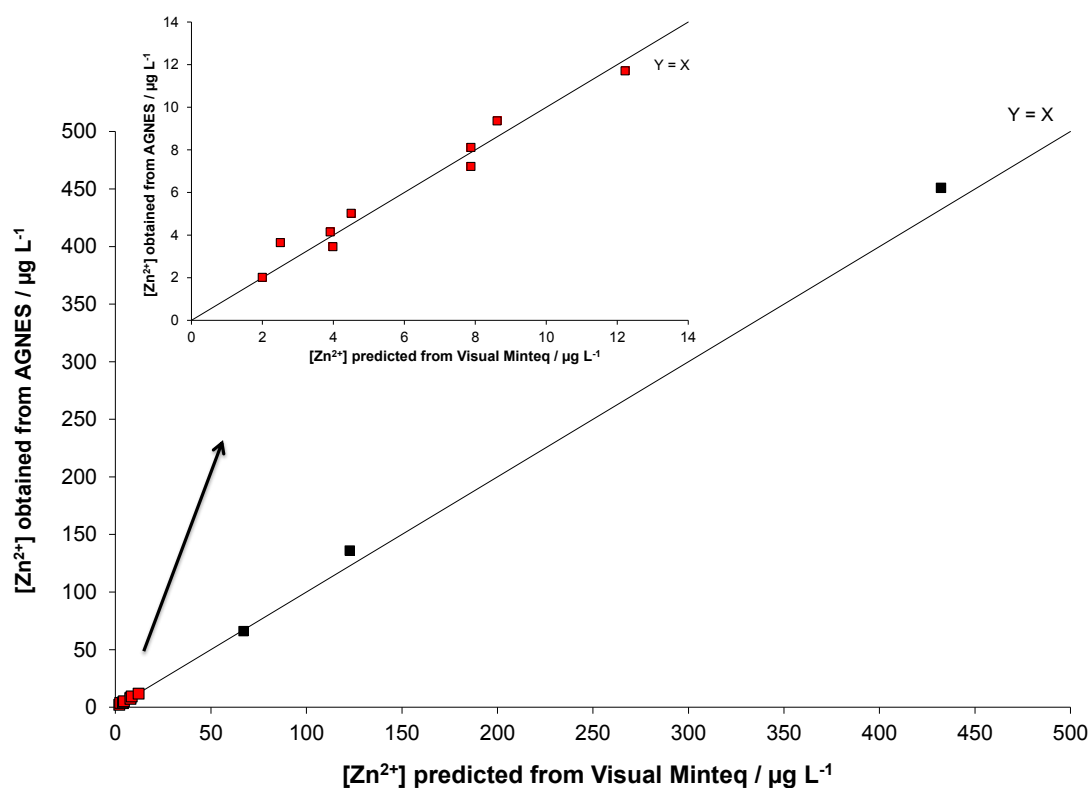 14
12
10
8
6
4
2
0
[Zn²⁺] obtained from AGNES / µg L⁻¹
Y = X
0 2 4 6 8 10 12 14
[Zn²⁺] predicted from Visual Minteq / µg L⁻¹
Y = X
500
450
400
350
300
250
200
150
100
50
0
[Zn²⁺] obtained from AGNES / µg L⁻¹
0 50 100 150 200 250 300 350 400 450 500
[Zn²⁺] predicted from Visual Minteq / µg L⁻¹